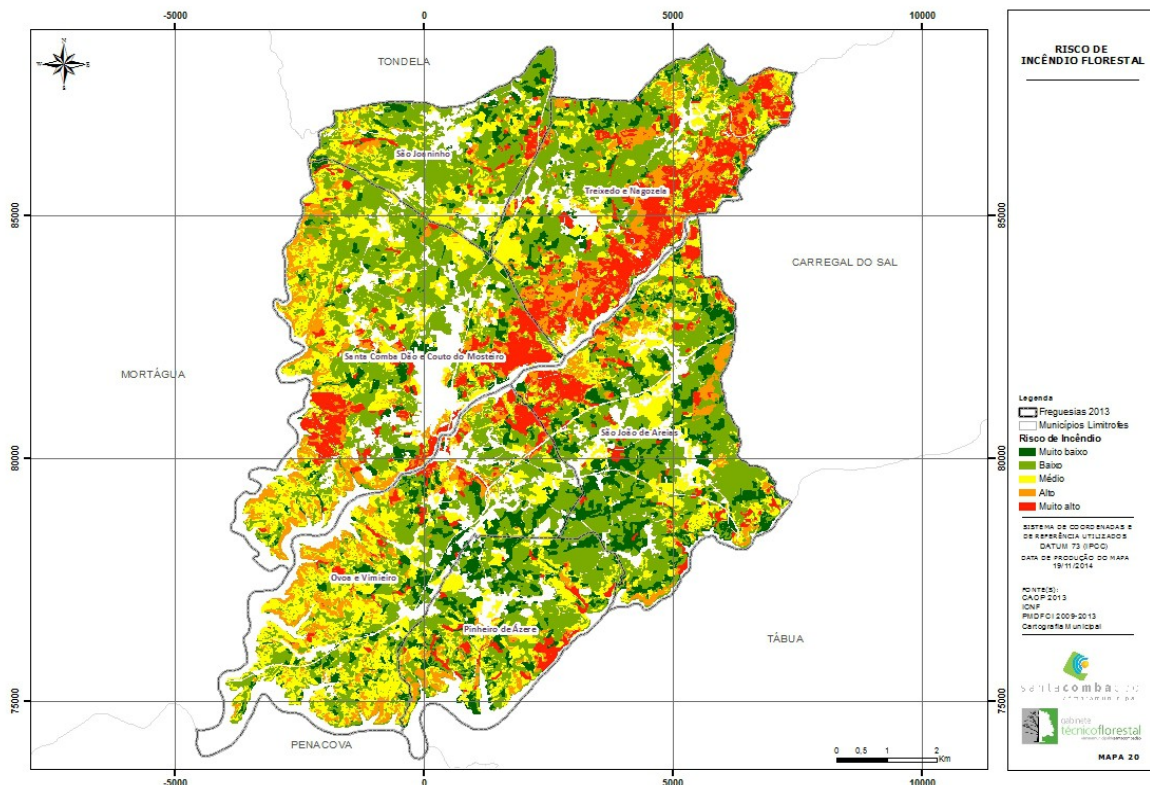 -5000 0 5000 10000
N
W E
S
TONDELA
São Joaninho
Treixedo e Nagozela
85000 85000
CARREGAL DO SAL
Santa Comba Dão e Couto do Mosteiro
MORTÁGUA
São João de Areias
80000 80000
Ovoa e Vimieiro
Pinheiro de Ázere
TÁBUA
75000 75000
PENACOVA
0 0,5 1 2
Km
-5000 0 5000 10000
RISCO DE
INCÊNDIO FLORESTAL
Legenda
Freguesias 2013
Municípios Limítrofes
Risco de Incêndio
Muito baixo
Baixo
Médio
Alto
Muito alto
SISTEMA DE COORDENADAS E
DE REFERÊNCIA UTILIZADOS
DATUM 73 (IPCC)
DATA DE PRODUÇÃO DO MAPA
19/11/2014
FONTE(S):
CAOP 2013
ICNF
PMDFCI 2009-2013
Cartografia Municipal
santacombadão
gabinete
técnicoflorestal
MAPA 20